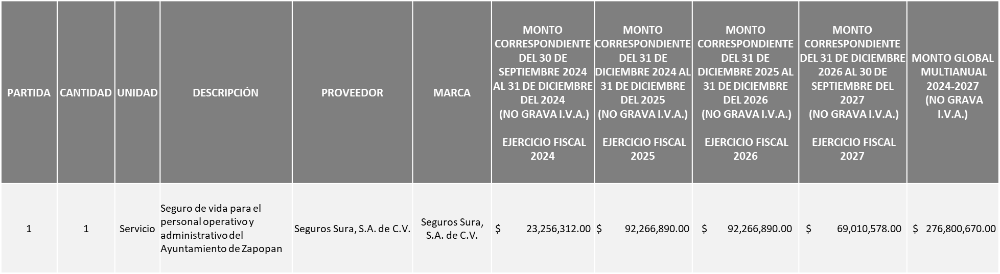 PARTIDA
CANTIDAD
UNIDAD
DESCRIPCIÓN
PROVEEDOR
MARCA
MONTO
CORRESPONDIENTE
DEL 30 DE
SEPTIEMBRE 2024
AL 31 DE DICIEMBRE
DEL 2024
(NO GRAVA I.V.A.)
EJERCICIO FISCAL
2024
MONTO
CORRESPONDIENTE
DEL 31 DE
DICIEMBRE 2024 AL
31 DE DICIEMBRE
DEL 2025
(NO GRAVA I.V.A.)
EJERCICIO FISCAL
2025
MONTO
CORRESPONDIENTE
DEL 31 DE
DICIEMBRE 2025 AL
31 DE DICIEMBRE
DEL 2026
(NO GRAVA I.V.A.)
EJERCICIO FISCAL
2026
MONTO
CORRESPONDIENTE
DEL 31 DE DICIEMBRE
2026 AL 30 DE
SEPTIEMBRE DEL
2027
(NO GRAVA I.V.A.)
EJERCICIO FISCAL
2027
MONTO GLOBAL
MULTIANUAL
2024-2027
(NO GRAVA
I.V.A.)
1
1
Servicio
Seguro de vida para el
personal operativo y
administrativo del
Ayuntamiento de Zapopan
Seguros Sura, S.A. de C.V.
Seguros Sura,
S.A. de C.V.
$ 23,256,312.00
$ 92,266,890.00
$ 92,266,890.00
$ 69,010,578.00
$ 276,800,670.00